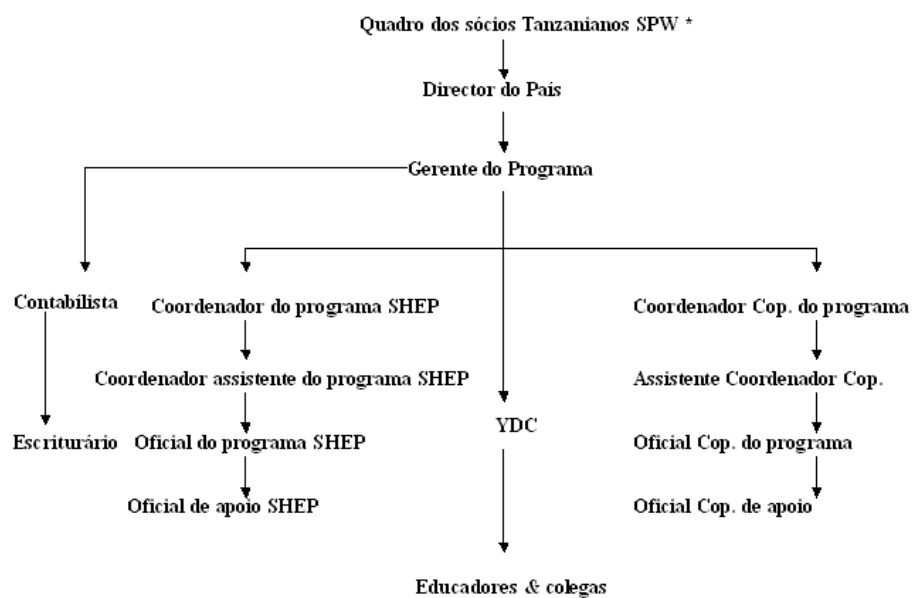 Quadro dos sócios Tanzanianos SPW *
Director do País
Gerente do Programa
Contabilista
Coordenador do programa SHEP
Coordenador Cop. do programa
Coordenador assistente do programa SHEP
Assistente Coordenador Cop.
YDC
Escriturário
Oficial do programa SHEP
Oficial Cop. do programa
Oficial de apoio SHEP
Oficial Cop. de apoio
Educadores & colegas